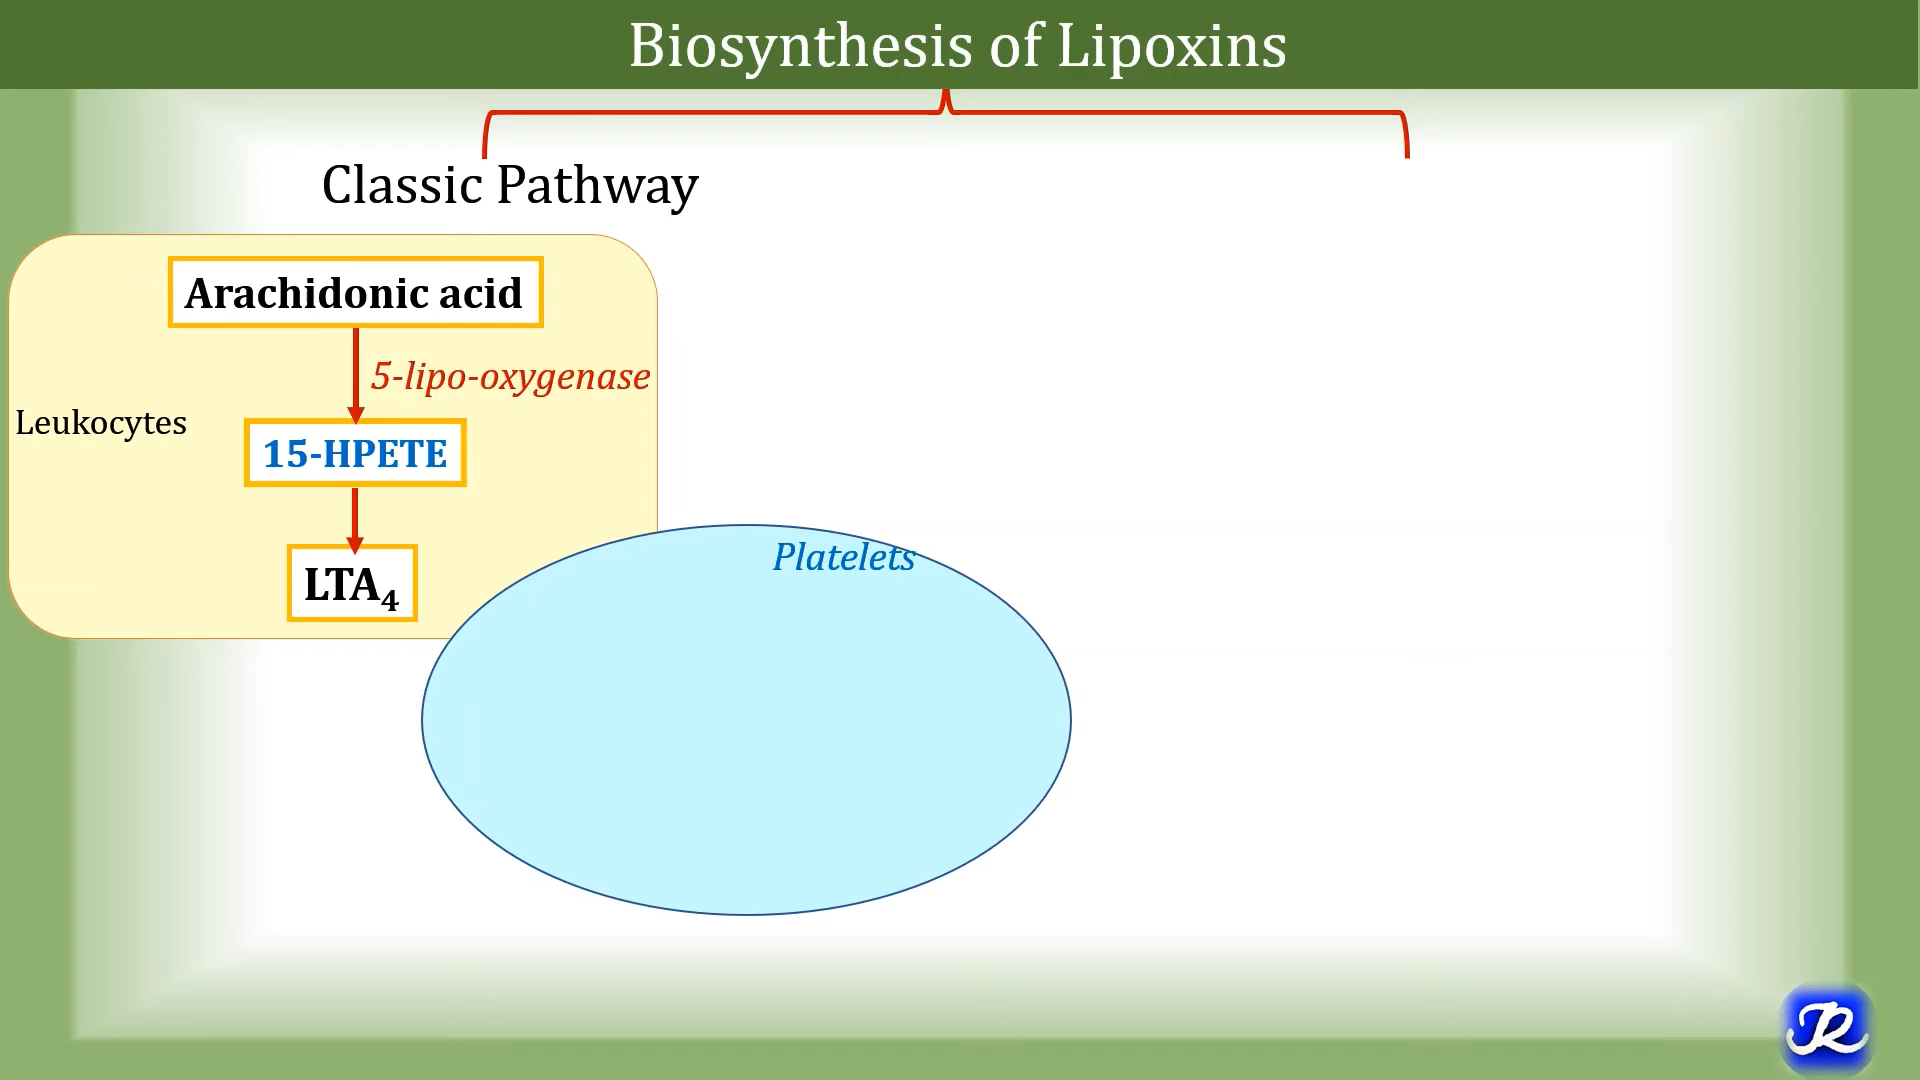 Biosynthesis of Lipoxins
Classic Pathway
Arachidonic acid
5-lipo-oxygenase
Leukocytes
15-HPETE
Platelets
LTA₄